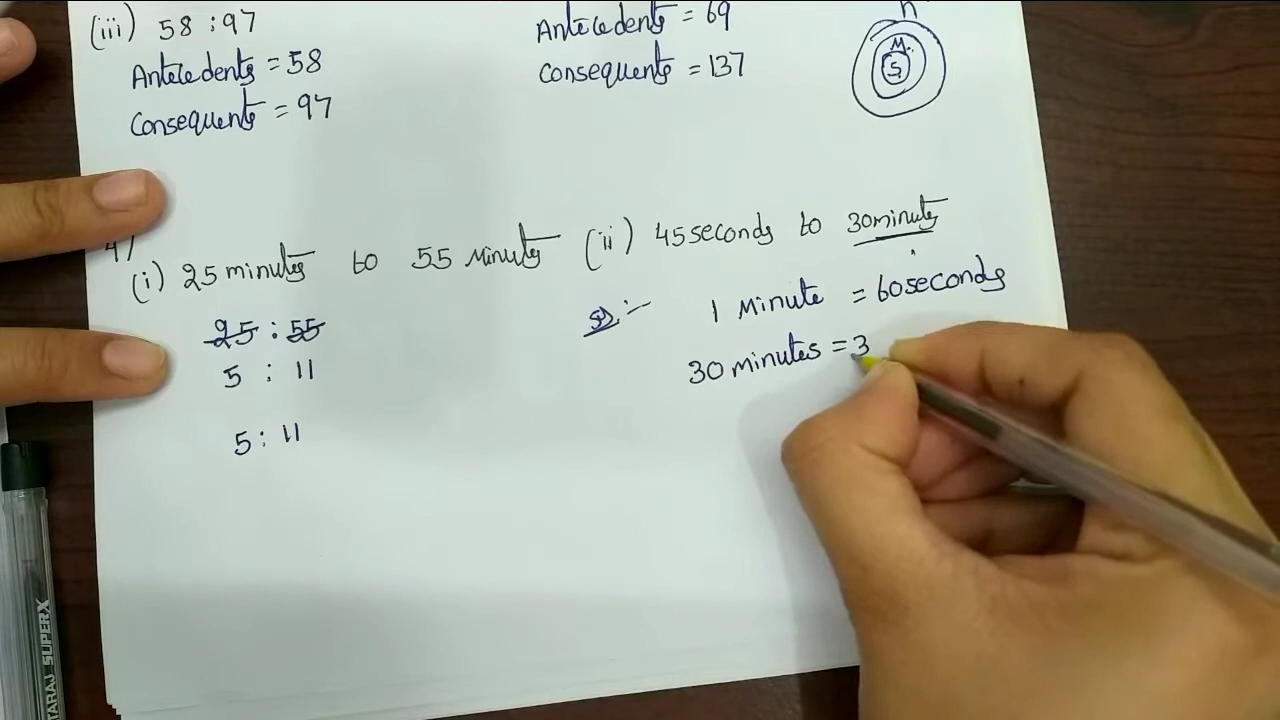 (iii) 58 : 97
Antecedents = 58
Consequents = 97
Antecedents = 69
Consequents = 137
h
M
S
4)
(i) 25 minutes to 55 Minutes
25 : 55
5 : 11
5 : 11
(ii) 45 seconds to 30 minutes
Sol :-
1 Minute = 60 seconds
30 minutes = 3
TARAJ SUPERX